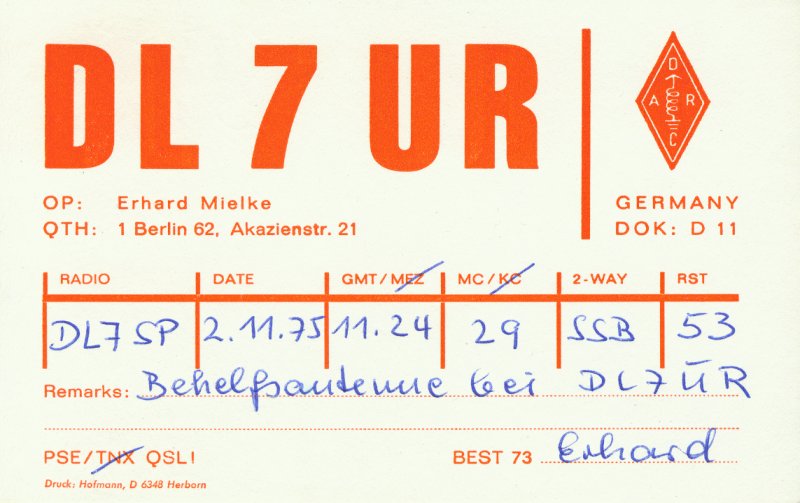 DL 7 UR
DARC
OP: Erhard Mielke
GERMANY
QTH: 1 Berlin 62, Akazienstr. 21
DOK: D 11
RADIO DATE GMT/MEZ MC/KC 2-WAY RST
DL7SP 2.11.75 11.24 29 SSB 53
Remarks: Behelfsantenne bei DL7UR
PSE/TNX QSL! BEST 73 Erhard
Druck: Hofmann, D 6348 Herborn